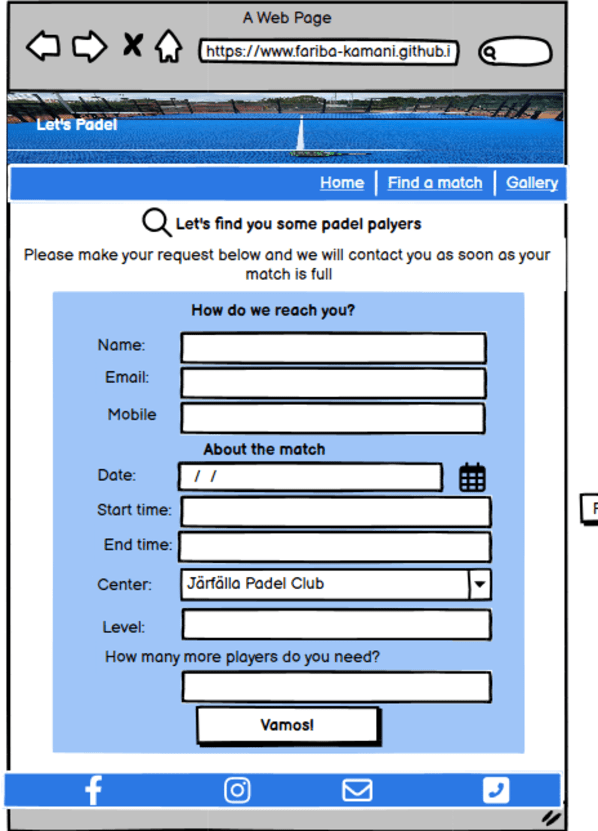 A Web Page
https://www.fariba-kamani.github.i
Let's Padel
Home Find a match Gallery
Let's find you some padel palyers
Please make your request below and we will contact you as soon as your
match is full
How do we reach you?
Name:
Email:
Mobile
About the match
Date: / /
Start time:
End time:
Center: Järfälla Padel Club
Level:
How many more players do you need?
Vamos!